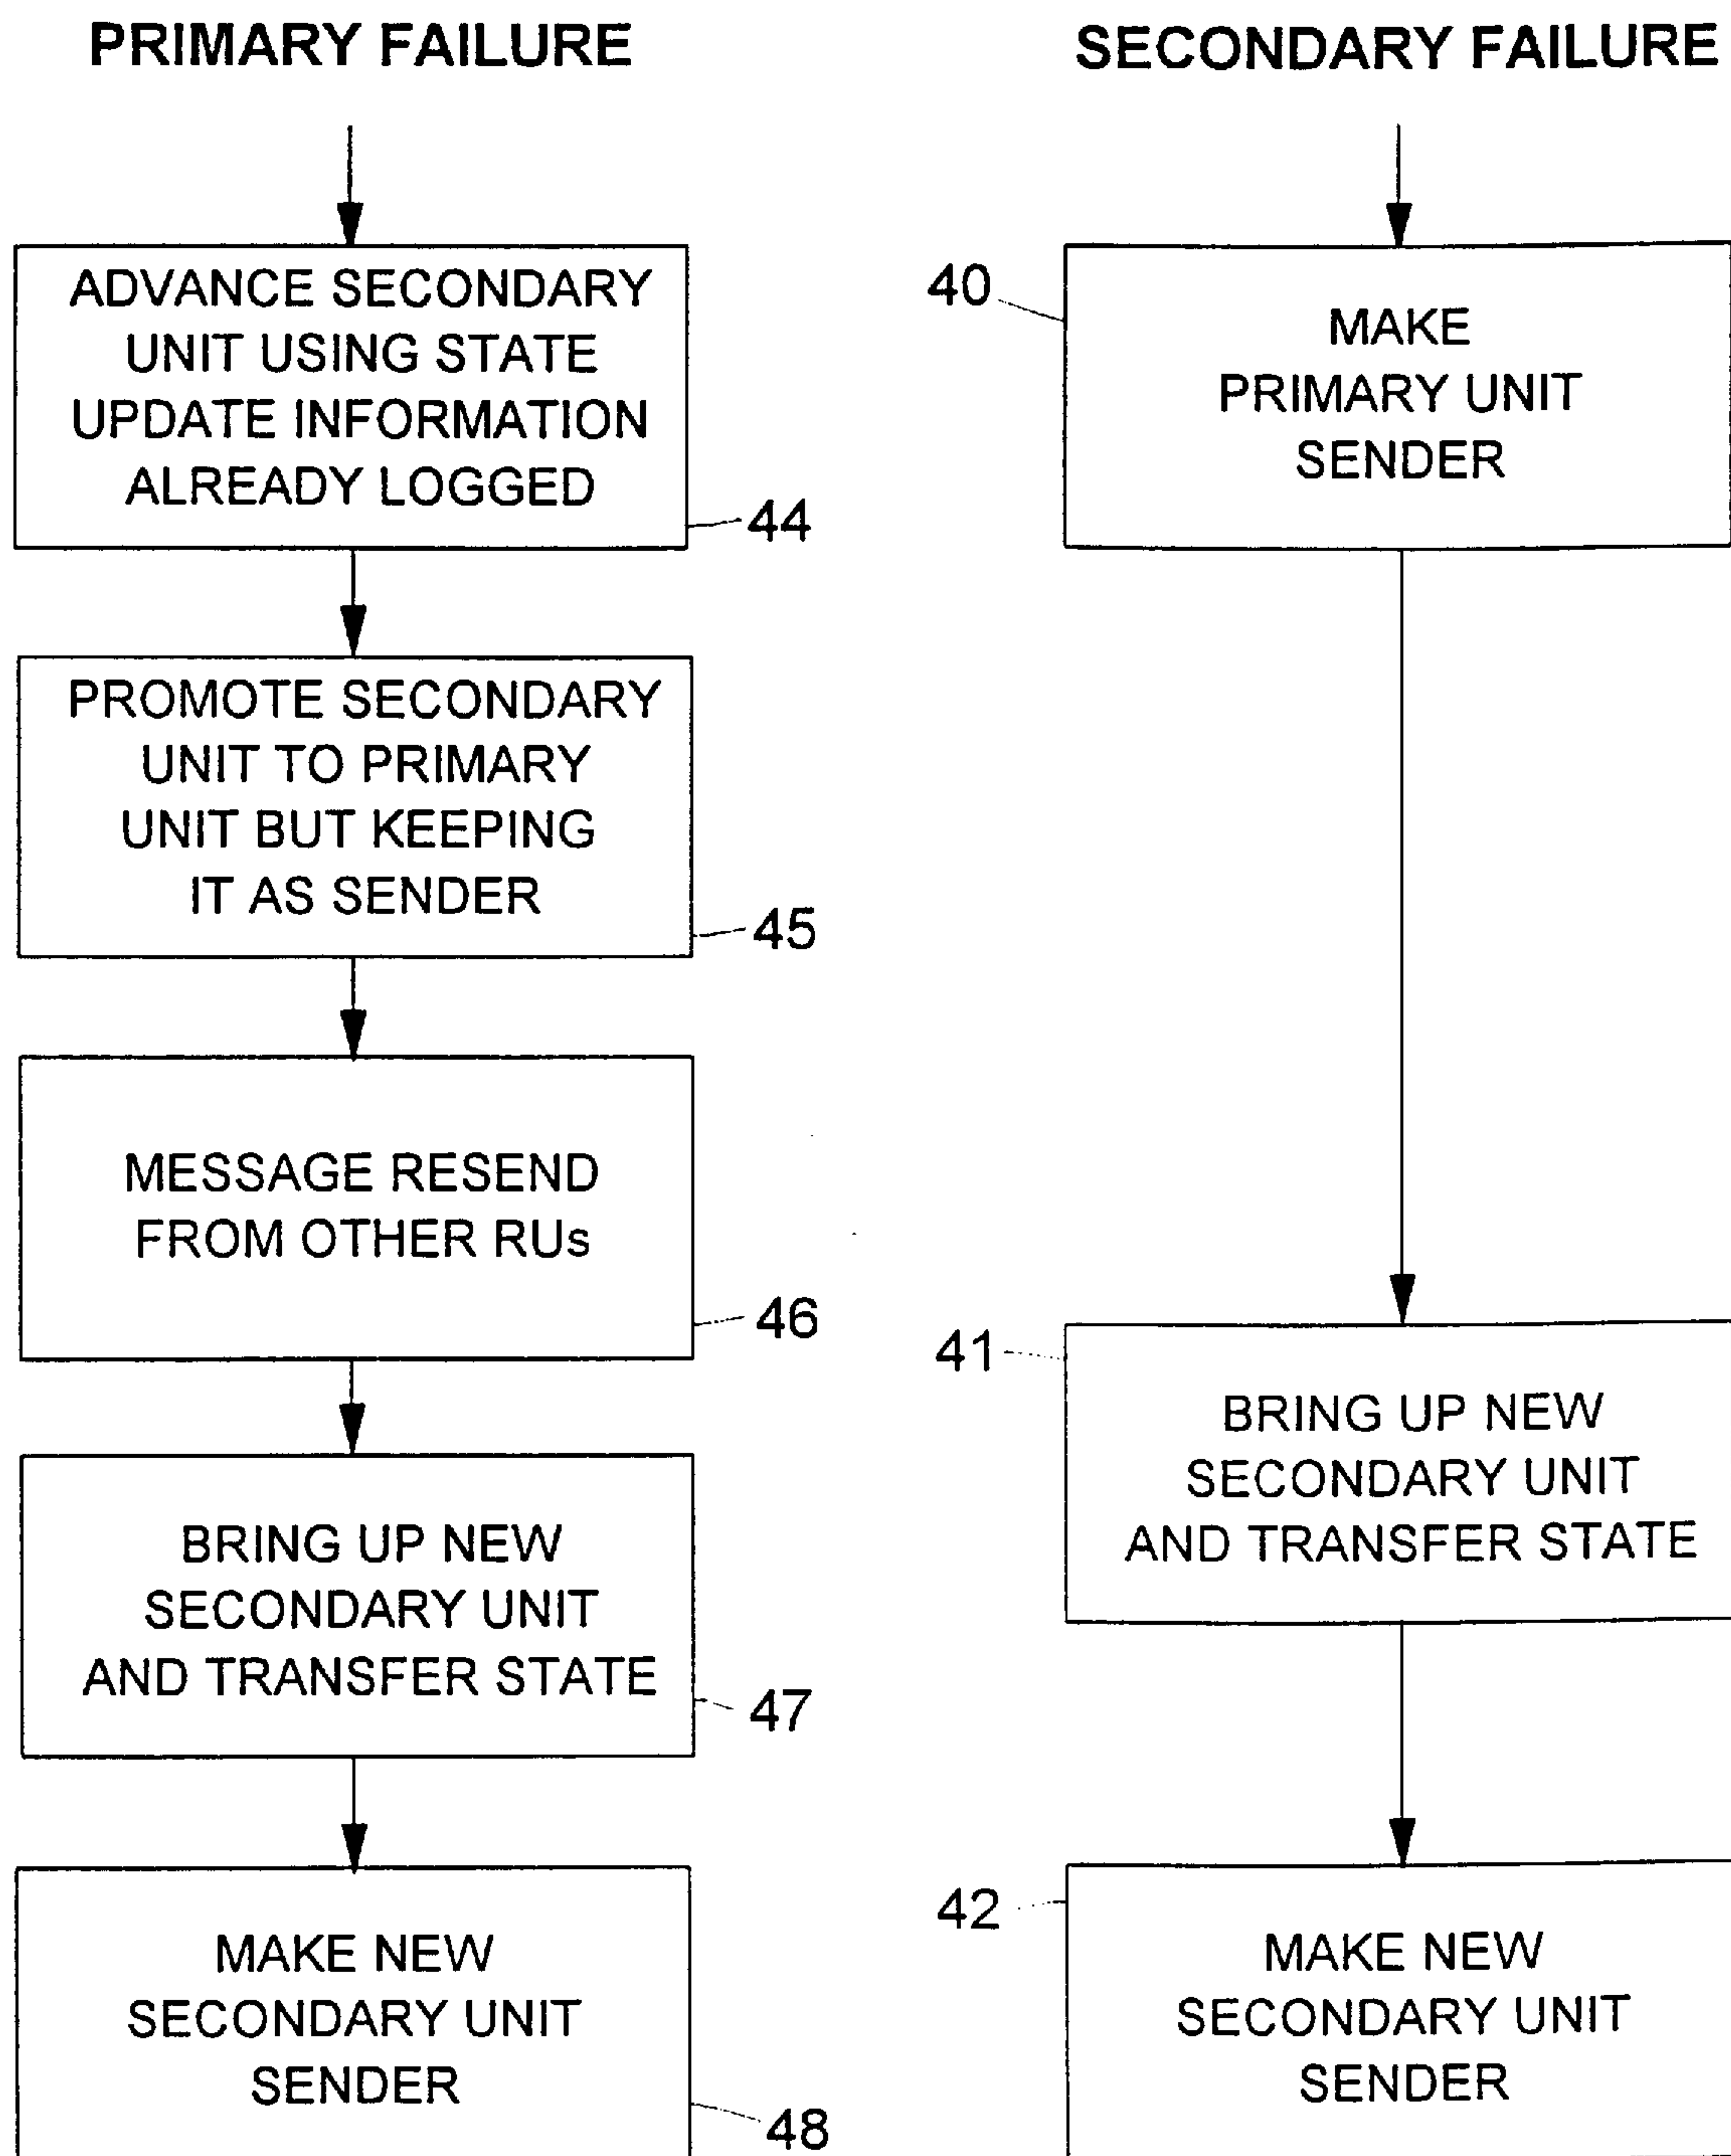 PRIMARY FAILURE
ADVANCE SECONDARY
UNIT USING STATE
UPDATE INFORMATION
ALREADY LOGGED
44
PROMOTE SECONDARY
UNIT TO PRIMARY
UNIT BUT KEEPING
IT AS SENDER
45
MESSAGE RESEND
FROM OTHER RUs
46
BRING UP NEW
SECONDARY UNIT
AND TRANSFER STATE
47
MAKE NEW
SECONDARY UNIT
SENDER
48
SECONDARY FAILURE
40
MAKE
PRIMARY UNIT
SENDER
41
BRING UP NEW
SECONDARY UNIT
AND TRANSFER STATE
42
MAKE NEW
SECONDARY UNIT
SENDER